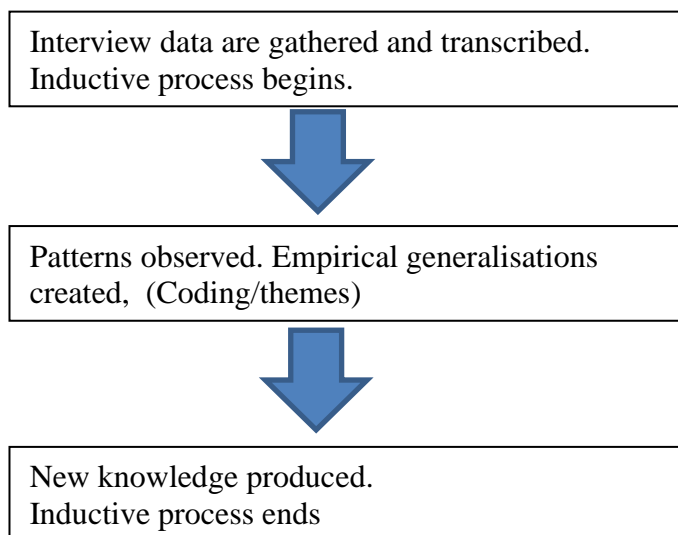 Interview data are gathered and transcribed.
Inductive process begins.
Patterns observed. Empirical generalisations
created,  (Coding/themes)
New knowledge produced.
Inductive process ends